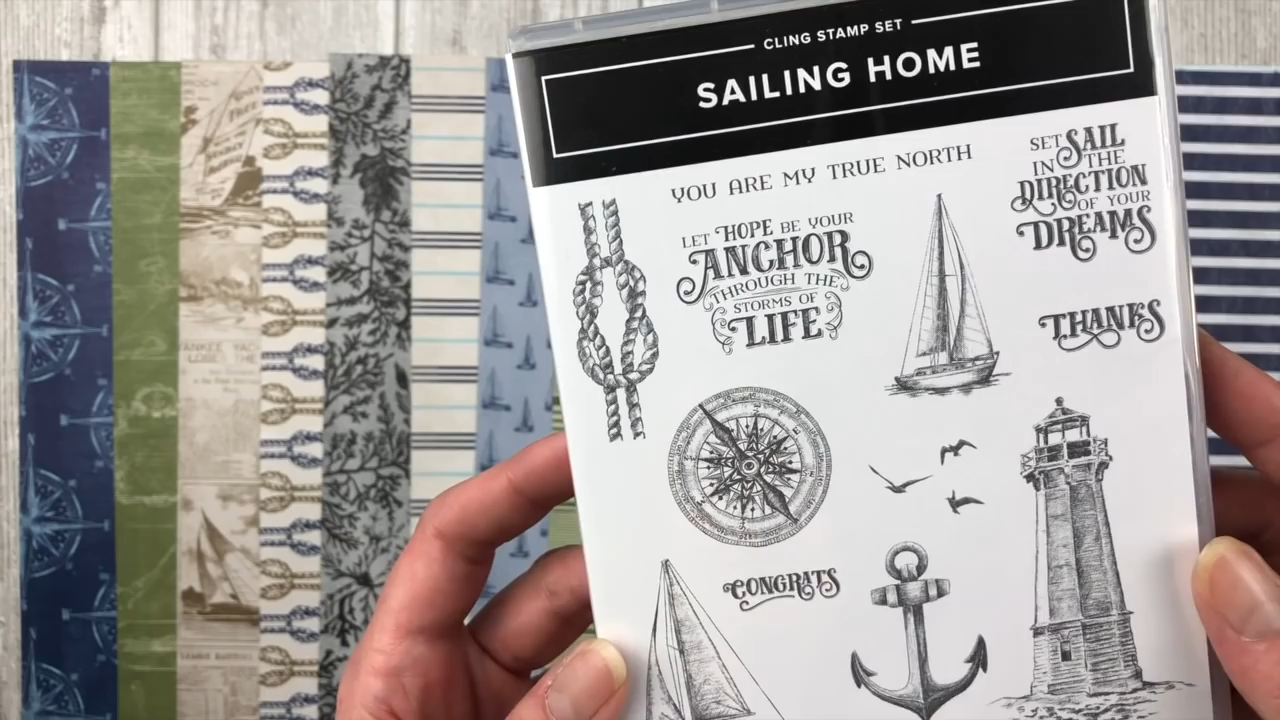 CLING STAMP SET
SAILING HOME
YOU ARE MY TRUE NORTH
SET SAIL
IN THE
DIRECTION
OF YOUR
DREAMS
LET HOPE BE YOUR
ANCHOR
THROUGH THE
STORMS OF
LIFE
THANKS
CONGRATS